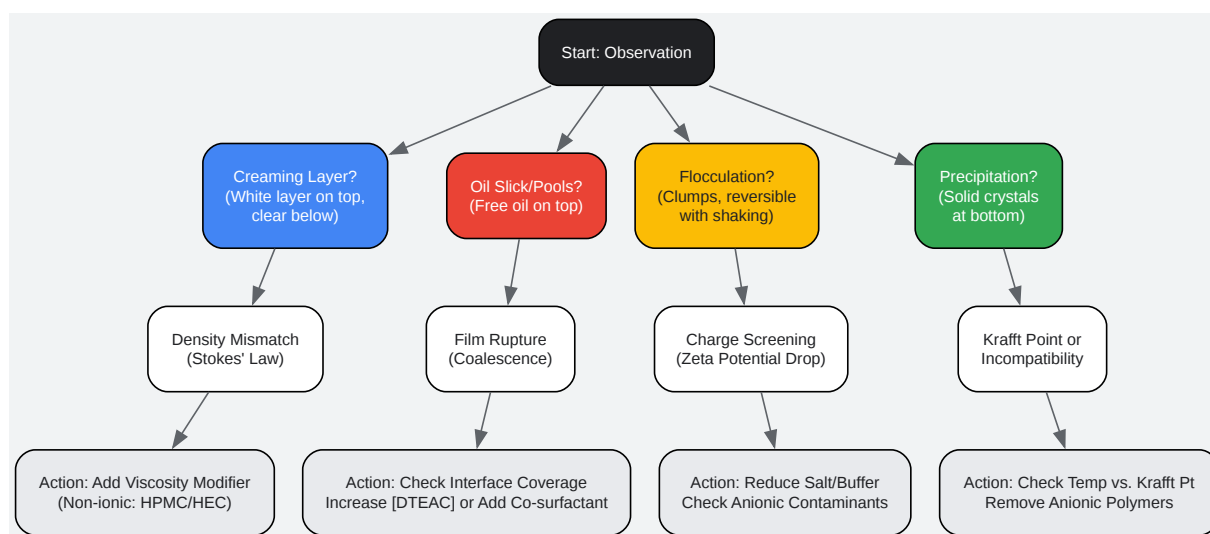 Start: Observation
Creaming Layer?
(White layer on top,
clear below)
Oil Slick/Pools?
(Free oil on top)
Flocculation?
(Clumps, reversible
with shaking)
Precipitation?
(Solid crystals
at bottom)
Density Mismatch
(Stokes' Law)
Film Rupture
(Coalescence)
Charge Screening
(Zeta Potential Drop)
Krafft Point or
Incompatibility
Action: Add Viscosity Modifier
(Non-ionic: HPMC/HEC)
Action: Check Interface Coverage
Increase [DTEAC] or Add Co-surfactant
Action: Reduce Salt/Buffer
Check Anionic Contaminants
Action: Check Temp vs. Krafft Pt
Remove Anionic Polymers